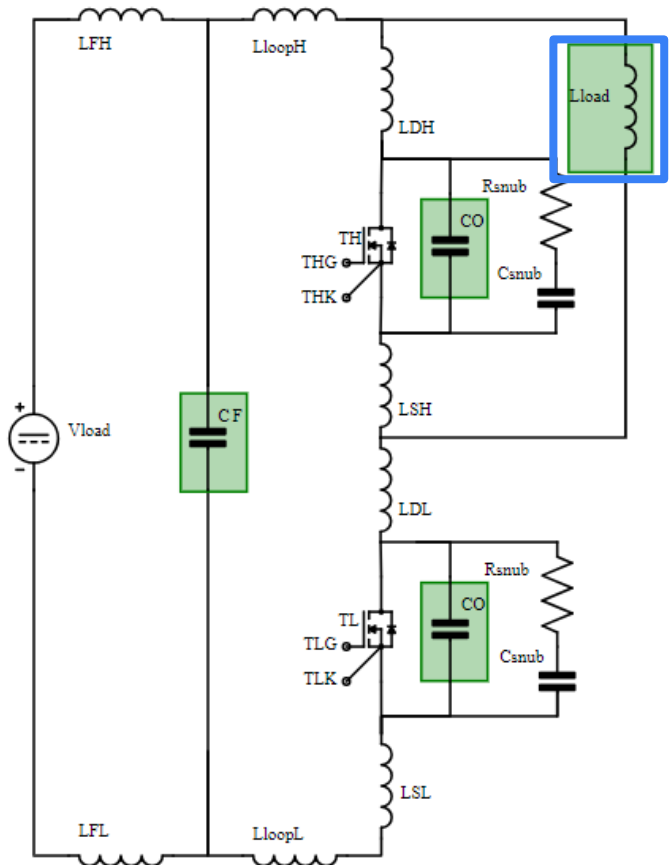 LFH
LloopH
Lload
LDH
Rsnub
CO
TH
THG
Csnub
THK
+
CF
LSH
Vload
-
LDL
Rsnub
CO
TL
TLG
Csnub
TLK
LSL
LFL
LloopL